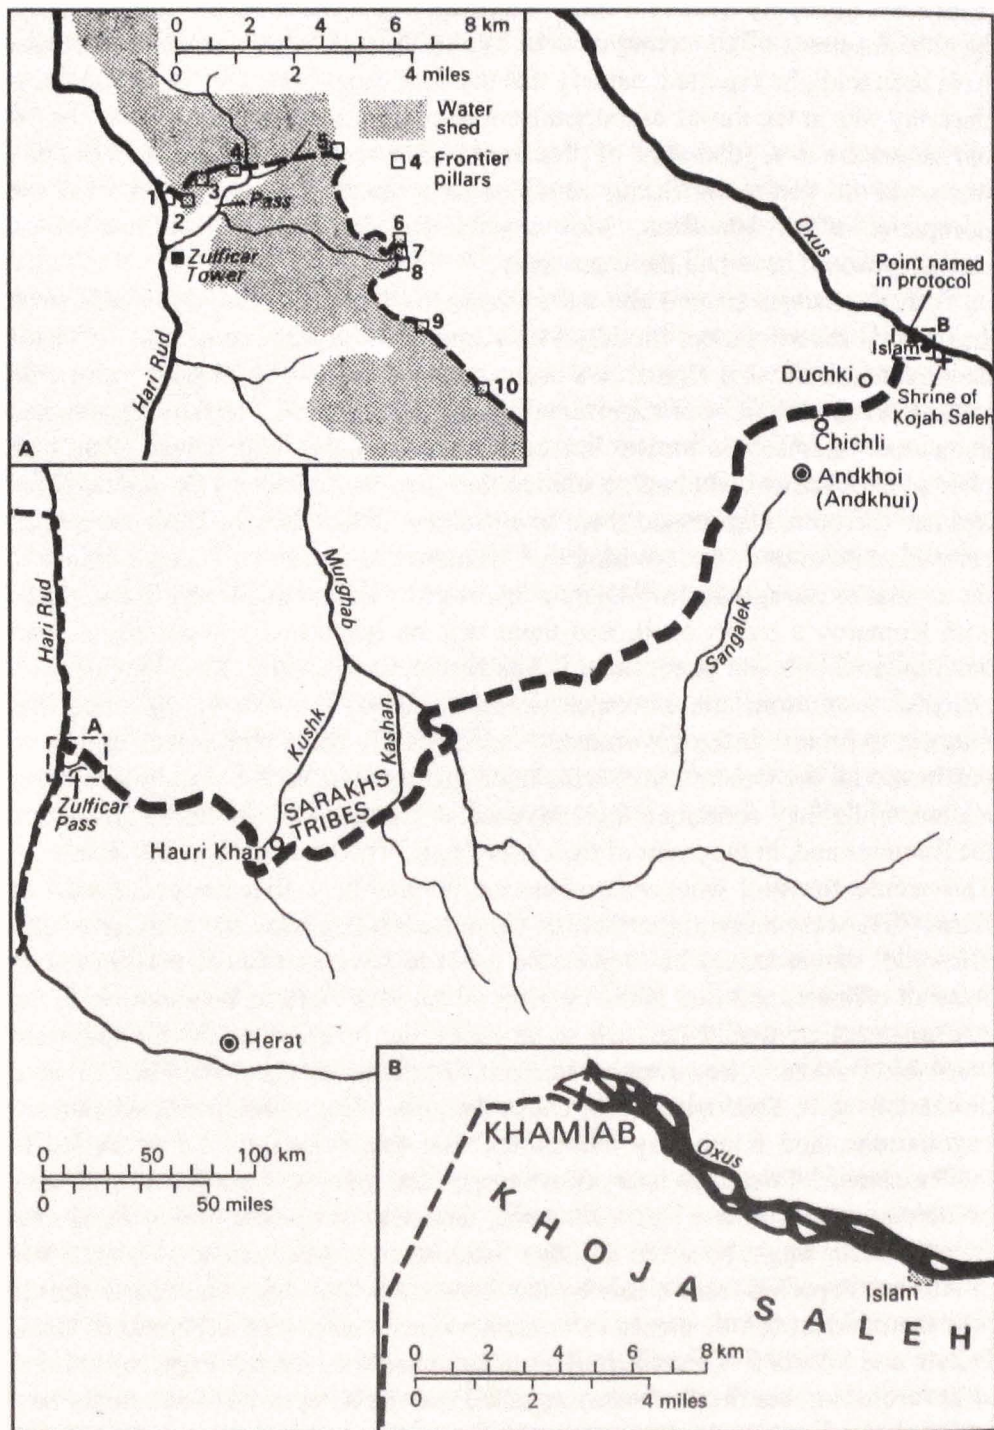 0 2 4 6 8 km
0 2 4 miles
Water
shed
4 Frontier
pillars
5
4
3
1
2
Pass
Zulficar
Tower
6
7
8
9
10
Hari Rud
A
Oxus
Point named
in protocol
B
Islam
Duchki
Shrine of
Kojah Saleh
Chichli
Andkhoi
(Andkhui)
Hari Rud
Murghab
Sangalek
Kushk
Kashan
A
Zulficar
Pass
SARAKHS
TRIBES
Hauri Khan
Herat
0 50 100 km
0 50 miles
B
KHAMIAB
Oxus
KHOJA SALEH
Islam
0 2 4 6 8 km
0 2 4 miles